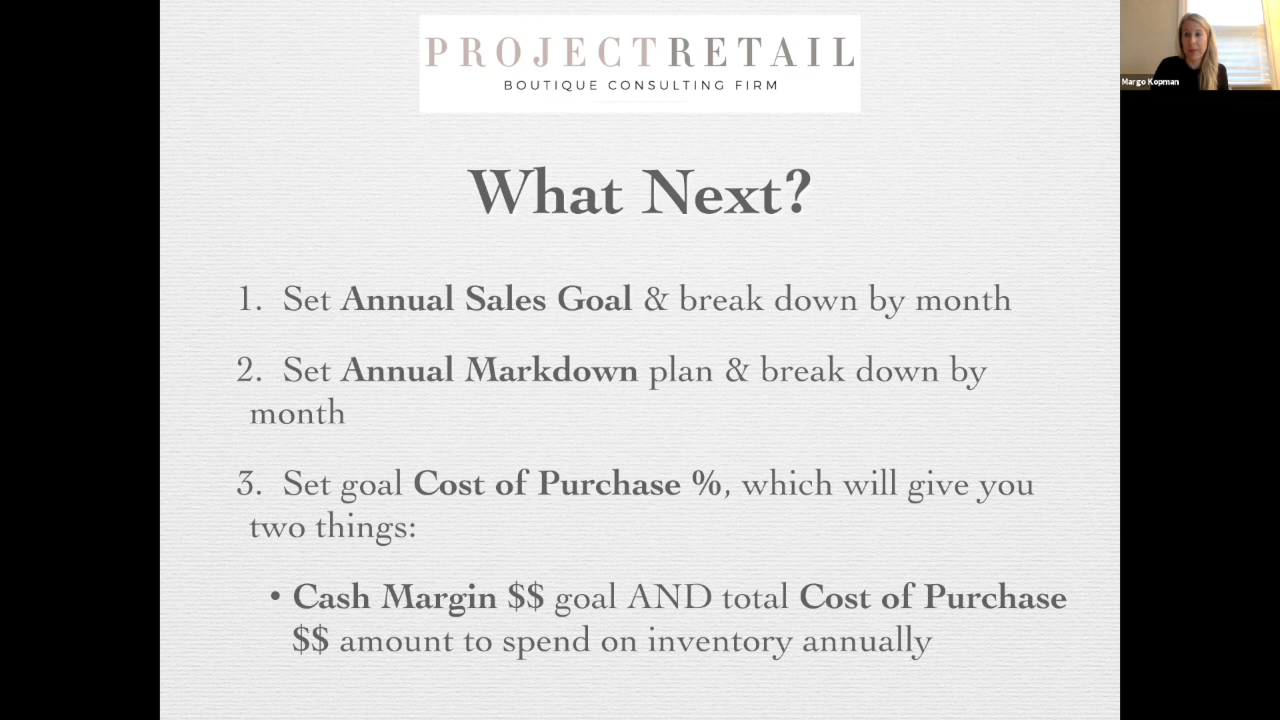 PROJECTRETAIL
BOUTIQUE CONSULTING FIRM
Margo Kopman
What Next?
1. Set Annual Sales Goal & break down by month
2. Set Annual Markdown plan & break down by
month
3. Set goal Cost of Purchase %, which will give you
two things:
• Cash Margin $$ goal AND total Cost of Purchase
$$ amount to spend on inventory annually